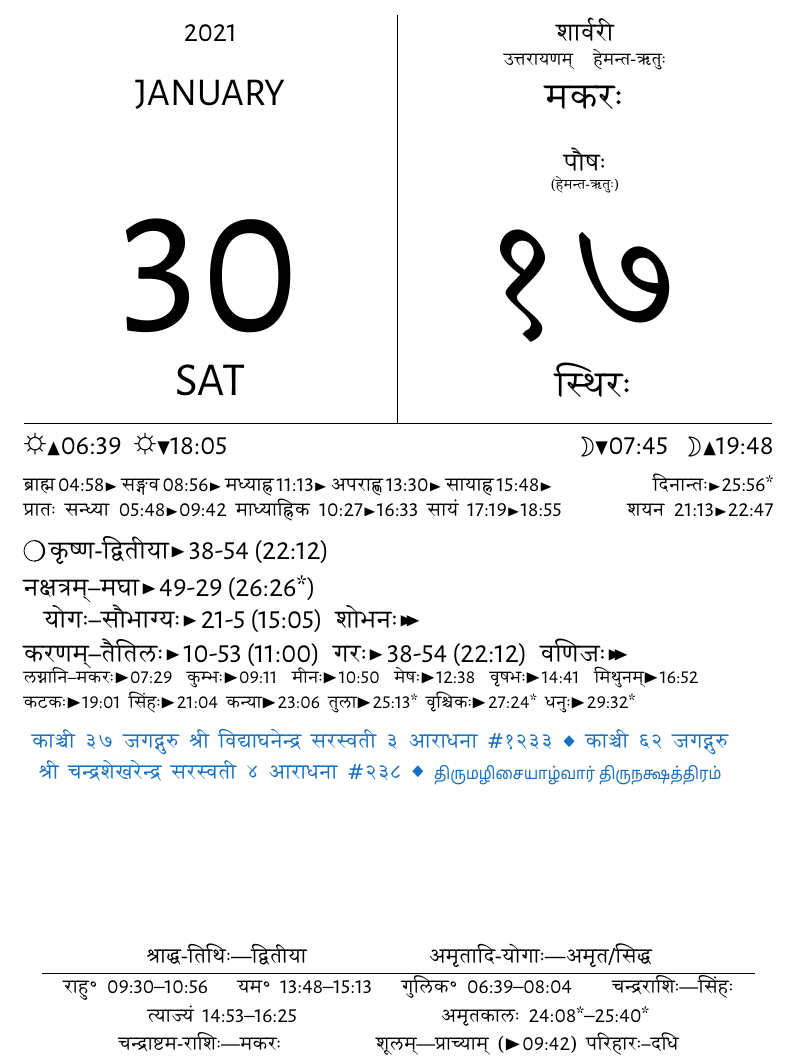 2021
JANUARY
30
SAT
शार्वरी
उत्तरायणम् हेमन्त-ऋतुः
मकरः
पौषः
(हेमन्त-ऋतुः)
१७
स्थिरः
☼▲06:39 ☼▼18:05 ☽▼07:45 ☽▲19:48
ब्राह्म 04:58► सङ्गव 08:56► मध्याह्न 11:13► अपराह्ण 13:30► सायाह्न 15:48► दिनान्तः►25:56*
प्रातः सन्ध्या 05:48►09:42 माध्याह्निक 10:27►16:33 सायं 17:19►18:55 शयन 21:13►22:47
❍कृष्ण-द्वितीया►38-54 (22:12)
नक्षत्रम्–मघा►49-29 (26:26*)
योगः–सौभाग्यः►21-5 (15:05) शोभनः►►
करणम्–तैतिलः►10-53 (11:00) गरः►38-54 (22:12) वणिजः►►
लग्नानि–मकरः►07:29 कुम्भः►09:11 मीनः►10:50 मेषः►12:38 वृषभः►14:41 मिथुनम्►16:52
कटकः►19:01 सिंहः►21:04 कन्या►23:06 तुला►25:13* वृश्चिकः►27:24* धनुः►29:32*
काञ्ची ३७ जगद्गुरु श्री विद्याघनेन्द्र सरस्वती ३ आराधना #१२३३ ◆ काञ्ची ६२ जगद्गुरु
श्री चन्द्रशेखरेन्द्र सरस्वती ४ आराधना #२३८ ◆ திருமழிசையாழ்வார் திருநக்ஷத்திரம்
श्राद्ध-तिथिः—द्वितीया अमृतादि-योगाः—अमृत/सिद्ध
राहु° 09:30–10:56 यम° 13:48–15:13 गुलिक° 06:39–08:04 चन्द्रराशिः—सिंहः
त्याज्यं 14:53–16:25 अमृतकालः 24:08*–25:40*
चन्द्राष्टम-राशिः—मकरः शूलम्—प्राच्याम् (►09:42) परिहारः–दधि